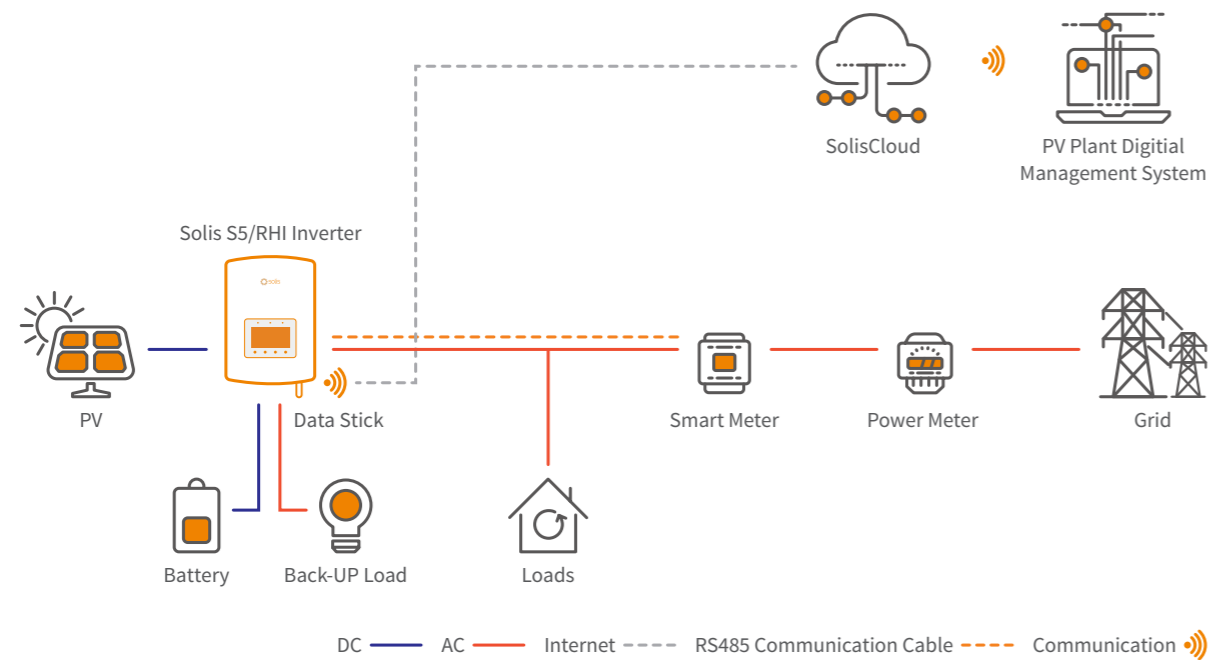 SolisCloud
PV Plant Digitial
Management System
Solis S5/RHI Inverter
solis
PV
Data Stick
Smart Meter
Power Meter
Grid
Battery
Back-UP Load
Loads
DC
AC
Internet
RS485 Communication Cable
Communication